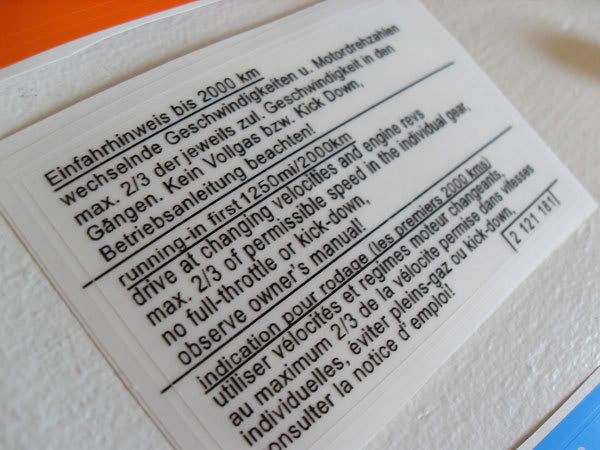 Einfahrhinweis bis 2000 km
wechselnde Geschwindigkeiten u. Motordrehzahlen
max. 2/3 der jeweils zul. Geschwindigkeit in den
Gängen. Kein Vollgas bzw. Kick Down,
Betriebsanleitung beachten!
running in first 1250mil/2000km
drive at changing velocities and engine revs
max. 2/3 of permissible speed in the individual gear,
no full-throttle or kick-down,
observe owner's manual!
indication pour rodage (les premiers 2000 kms)
utiliser vélocités et régimes moteur changeants,
au maximum 2/3 de la vélocite permise dans vitesses
individuelles, éviter pleins-gaz ou kick-down,
onsulter la notice d'emploi!
2 121 181